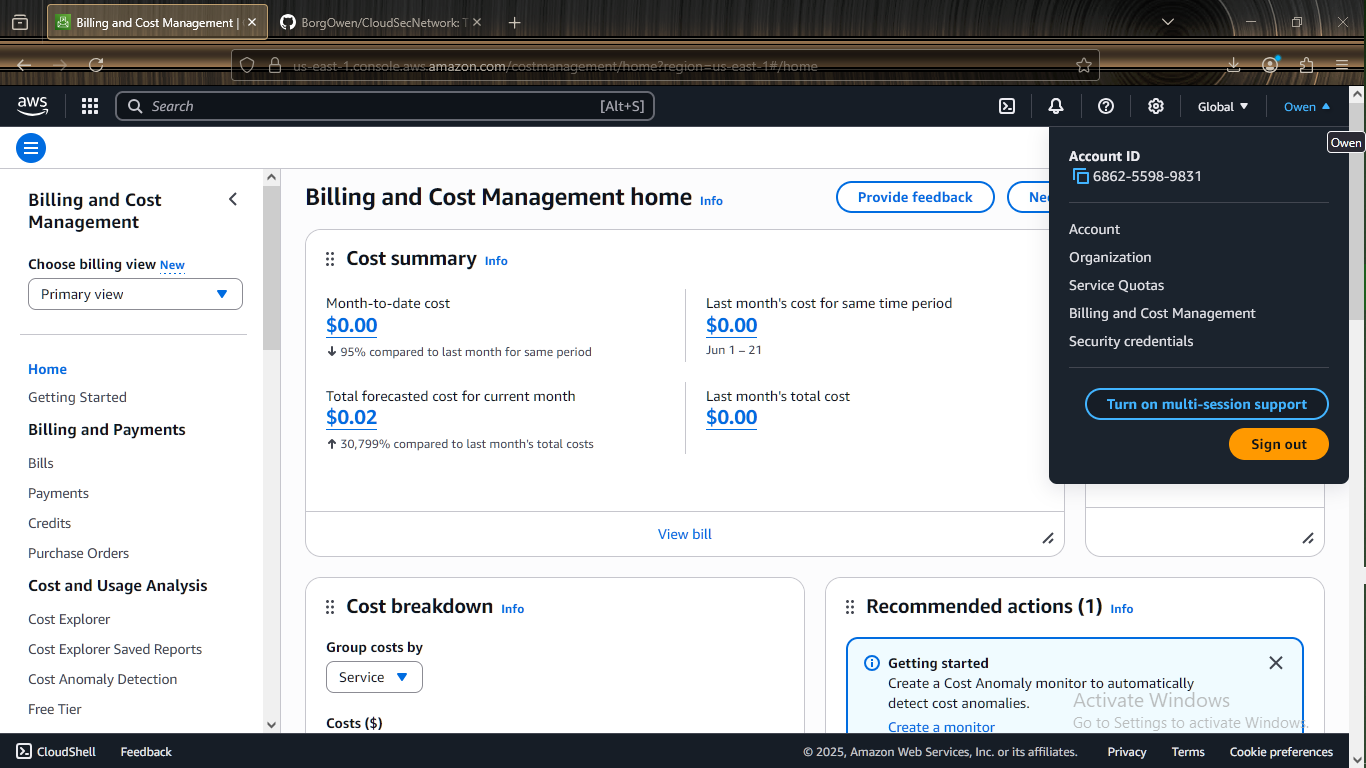 Billing and Cost Management |
BorgOwen/CloudSecNetwork: T
us-east-1.console.aws.amazon.com/costmanagement/home?region=us-east-1#/home
aws
Search
[Alt+S]
Global
Owen
Owen
Account ID
6862-5598-9831
Account
Organization
Service Quotas
Billing and Cost Management
Security credentials
Turn on multi-session support
Sign out
Billing and Cost
Management
Choose billing view New
Primary view
Home
Getting Started
Billing and Payments
Bills
Payments
Credits
Purchase Orders
Cost and Usage Analysis
Cost Explorer
Cost Explorer Saved Reports
Cost Anomaly Detection
Free Tier
Billing and Cost Management home Info
Provide feedback
Nee
Cost summary Info
Month-to-date cost
$0.00
95% compared to last month for same period
Last month's cost for same time period
$0.00
Jun 1 – 21
Total forecasted cost for current month
$0.02
30,799% compared to last month's total costs
Last month's total cost
$0.00
View bill
Cost breakdown Info
Group costs by
Service
Costs ($)
Recommended actions (1) Info
Getting started
Create a Cost Anomaly monitor to automatically
detect cost anomalies.
Create a monitor
Activate Windows
Go to Settings to activate Windows.
CloudShell
Feedback
© 2025, Amazon Web Services, Inc. or its affiliates.
Privacy
Terms
Cookie preferences